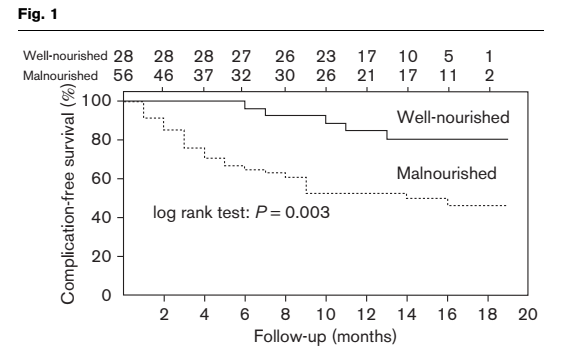 Fig. 1
Well-nourished 28 28 28 27 26 23 17 10 5 1
Malnourished 56 46 37 32 30 26 21 17 11 2
Complication-free survival (%)
100
80
60
40
20
0
Well-nourished
Malnourished
log rank test: P = 0.003
2 4 6 8 10 12 14 16 18 20
Follow-up (months)